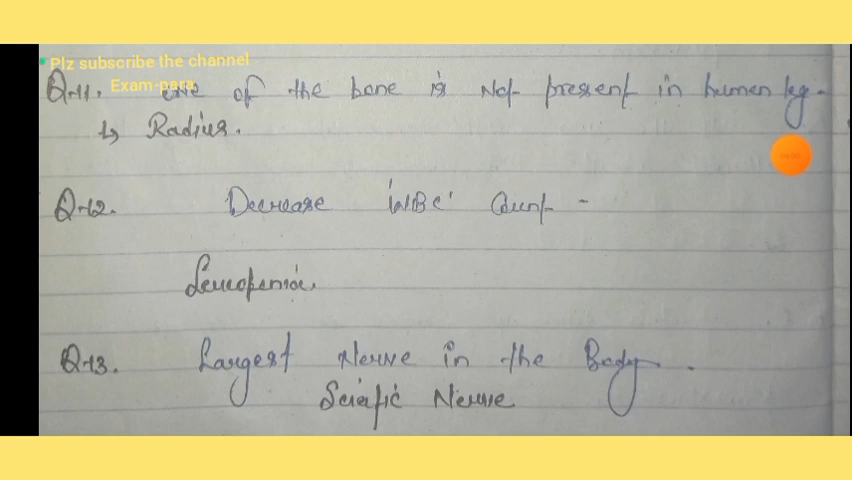 Plz subscribe the channel
Exam-para
Q-11. one of the bone is Not present in human leg.
↳ Radius.
Q-12. Decrease 'WBC' Count -
Leucopenia.
Q-13. Largest Nerve in the Body.
Sciatic Nerve